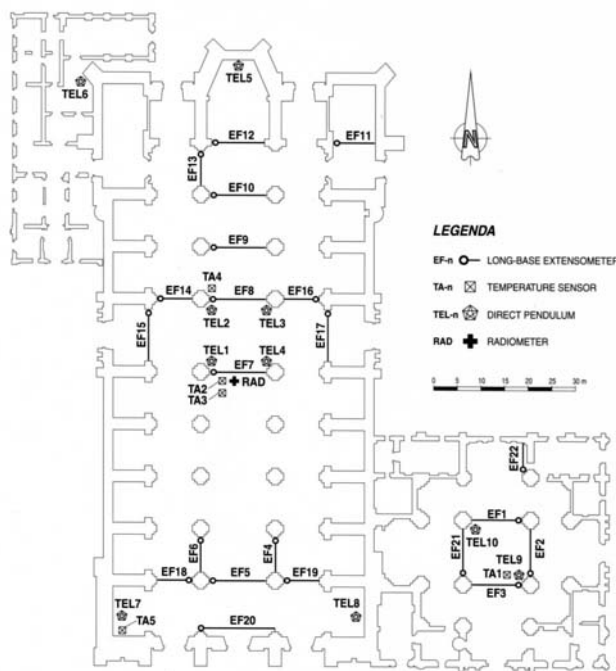 TEL5
TEL6
EF12
EF11
EF13
EF10
N
EF9
LEGENDA
EF-n LONG-BASE EXTENSOMETER
TA-n TEMPERATURE SENSOR
TEL-n DIRECT PENDULUM
RAD RADIOMETER
TA4
EF14 EF8 EF16
TEL2 TEL3
EF15
EF17
TEL1 TEL4
EF7
TA2 RAD
TA3
0 5 10 15 20 25 30 m
EF22
EF1
TEL10
EF6
EF4
EF21
EF2
TEL9
TA1
EF18 EF5 EF19
EF3
TEL7
TEL8
TA5
EF20